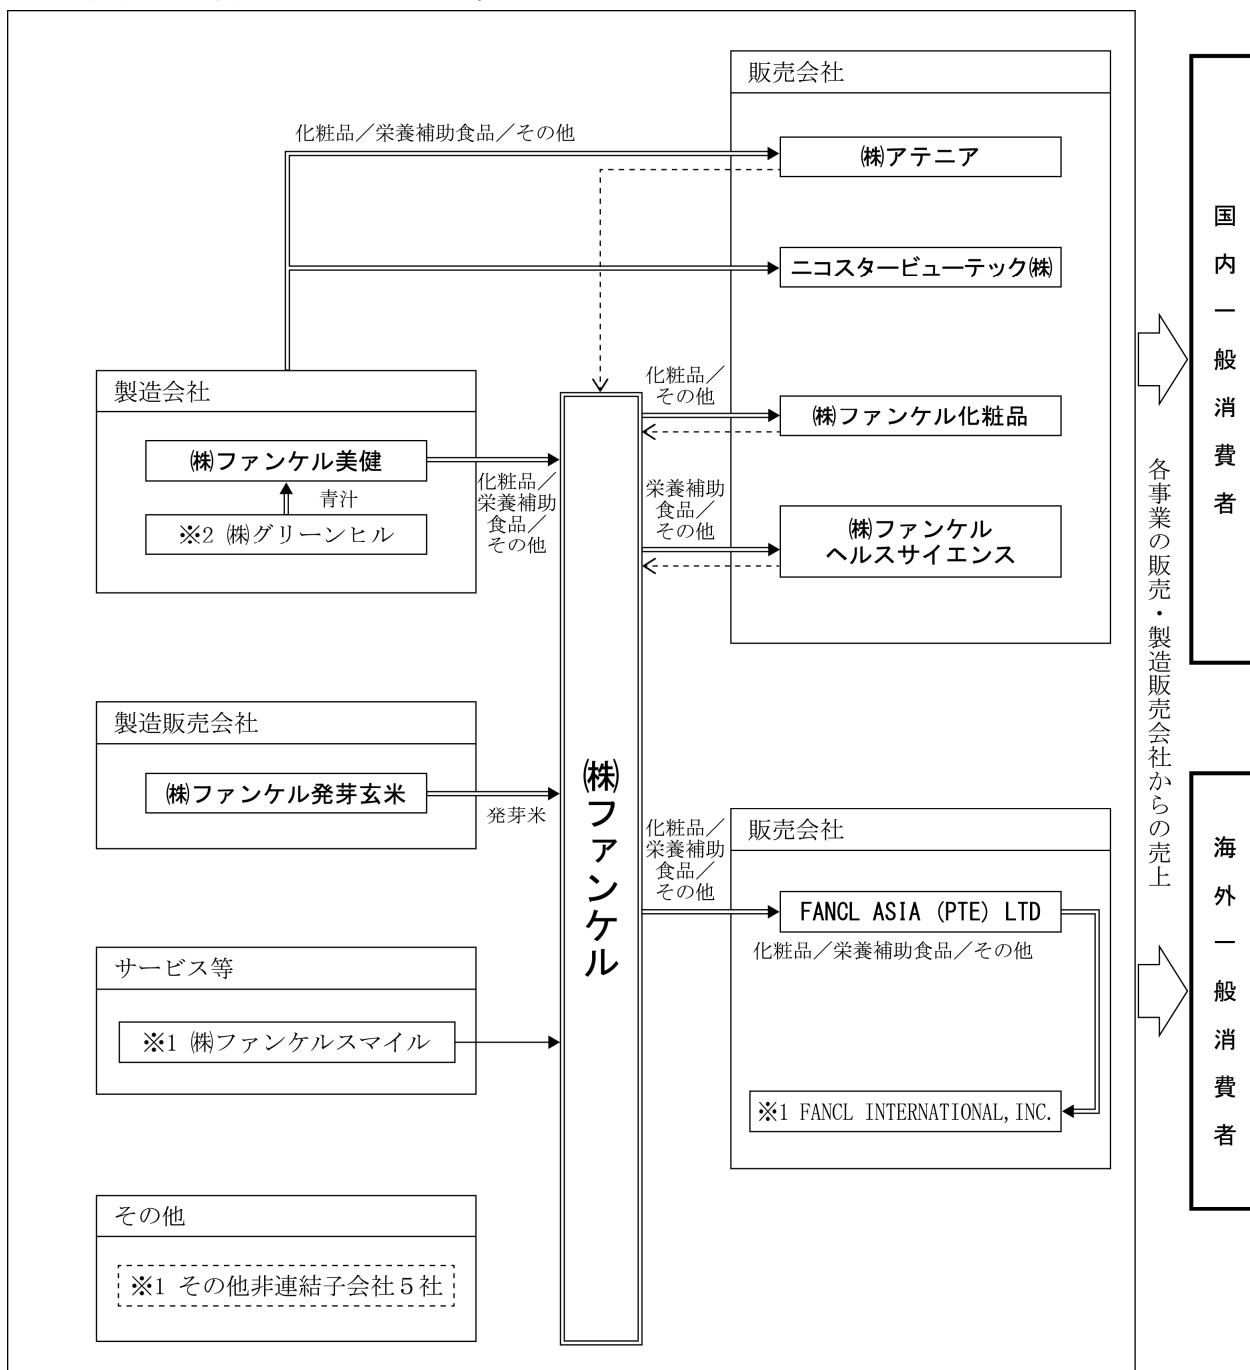 販売会社
化粧品／栄養補助食品／その他
㈱アテニア
ニコスタービューテック㈱
製造会社
㈱ファンケル美健
青汁
※2 ㈱グリーンヒル
化粧品／
栄養補助
食品／
その他
化粧品／
その他
㈱ファンケル化粧品
栄養補助
食品／
その他
㈱ファンケル
ヘルスサイエンス
製造販売会社
㈱ファンケル発芽玄米
発芽米
㈱ファンケル
サービス等
※1 ㈱ファンケルスマイル
その他
※1 その他非連結子会社５社
販売会社
化粧品／
栄養補助
食品／
その他
FANCL ASIA (PTE) LTD
化粧品／栄養補助食品／その他
※1 FANCL INTERNATIONAL,INC.
各事業の販売・製造販売会社からの売上
国内一般消費者
海外一般消費者